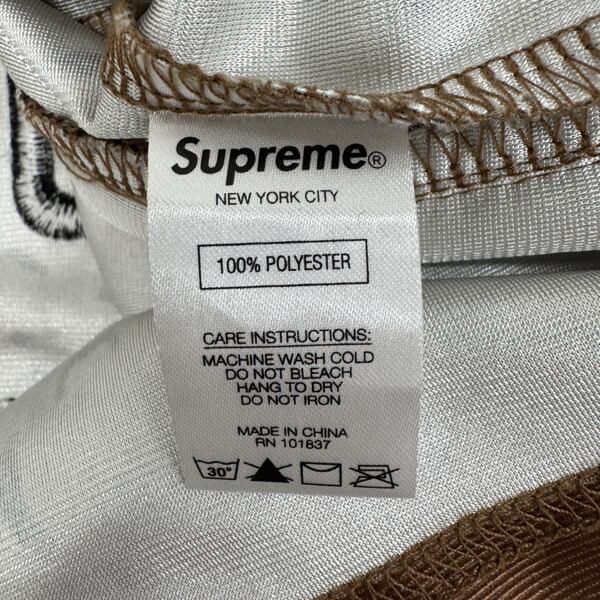 Supreme®
NEW YORK CITY
100% POLYESTER
CARE INSTRUCTIONS:
MACHINE WASH COLD
DO NOT BLEACH
HANG TO DRY
DO NOT IRON
MADE IN CHINA
RN 101837
30°